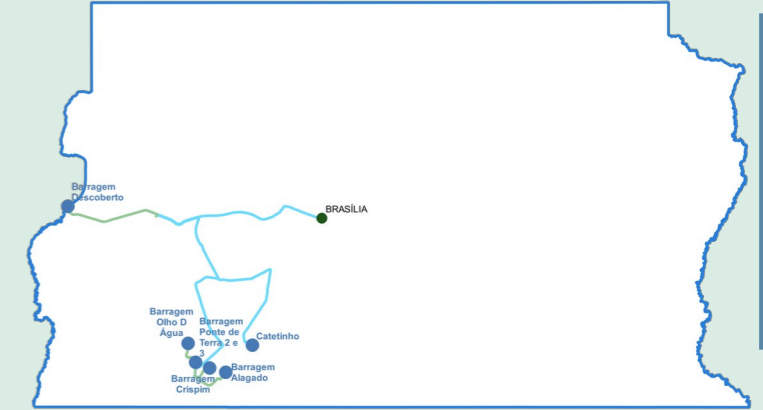 Barragem
Descoberto
BRASÍLIA
Barragem
Olho D
Água
Barragem
Ponte de
Terra 2 e
3
Catetinho
Barragem
Crispim
Barragem
Alagado